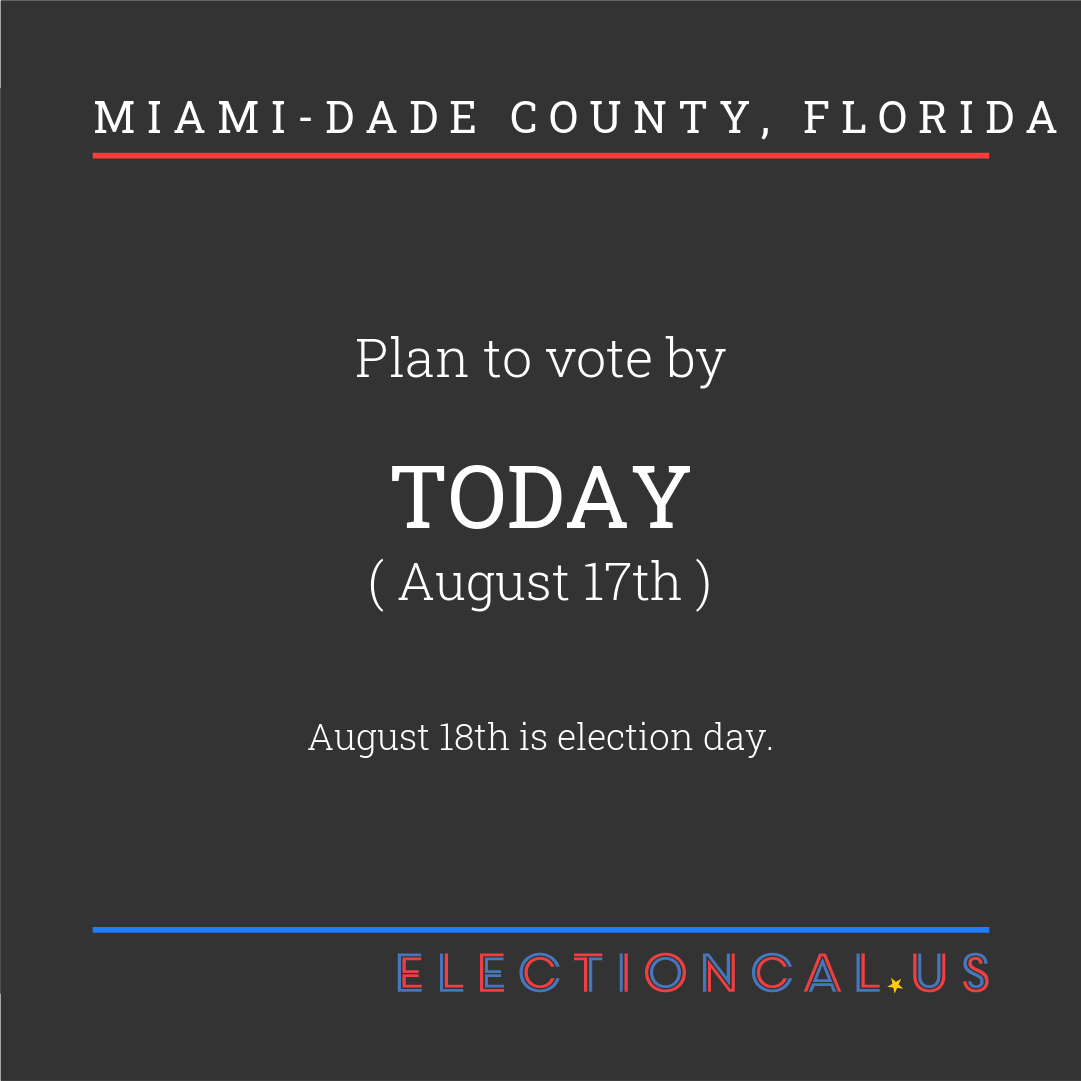 MIAMI-DADE COUNTY, FLORIDA
Plan to vote by
TODAY
( August 17th )
August 18th is election day.
ELECTIONCAL.US